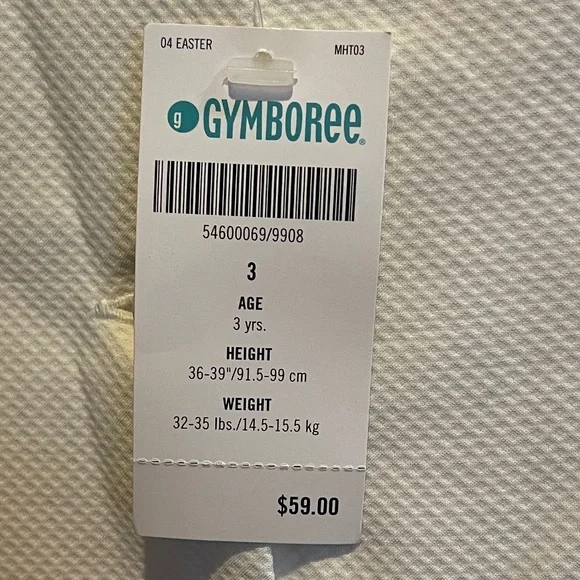 04 EASTER MHT03
g GYMBOREE®
54600069/9908
3
AGE
3 yrs.
HEIGHT
36-39"/91.5-99 cm
WEIGHT
32-35 lbs./14.5-15.5 kg
$59.00